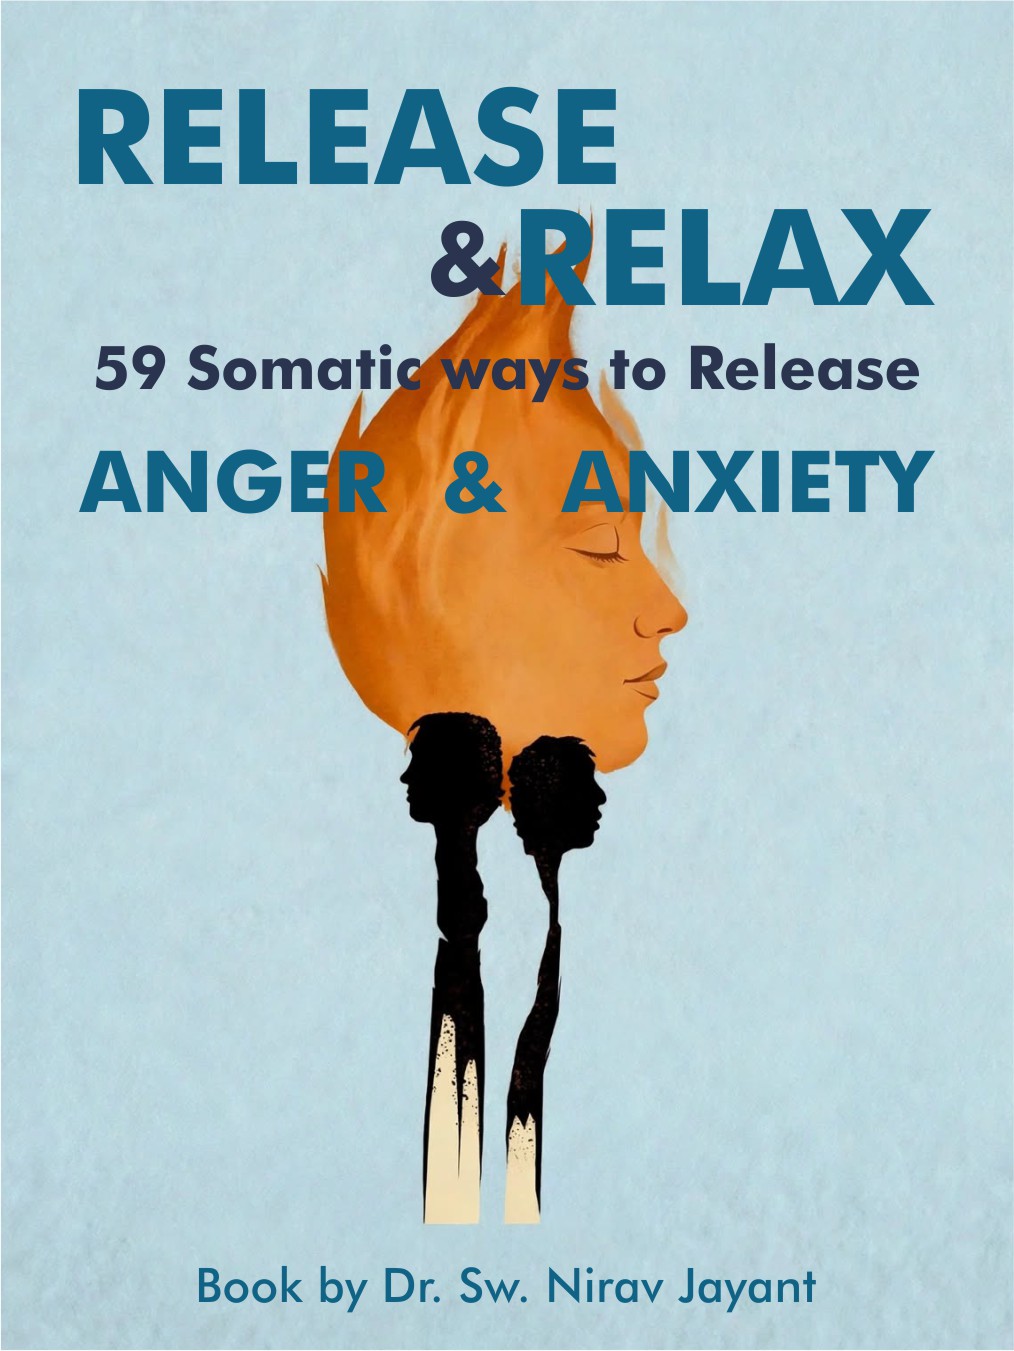 RELEASE
& RELAX
59 Somatic ways to Release
ANGER & ANXIETY
Book by Dr. Sw. Nirav Jayant